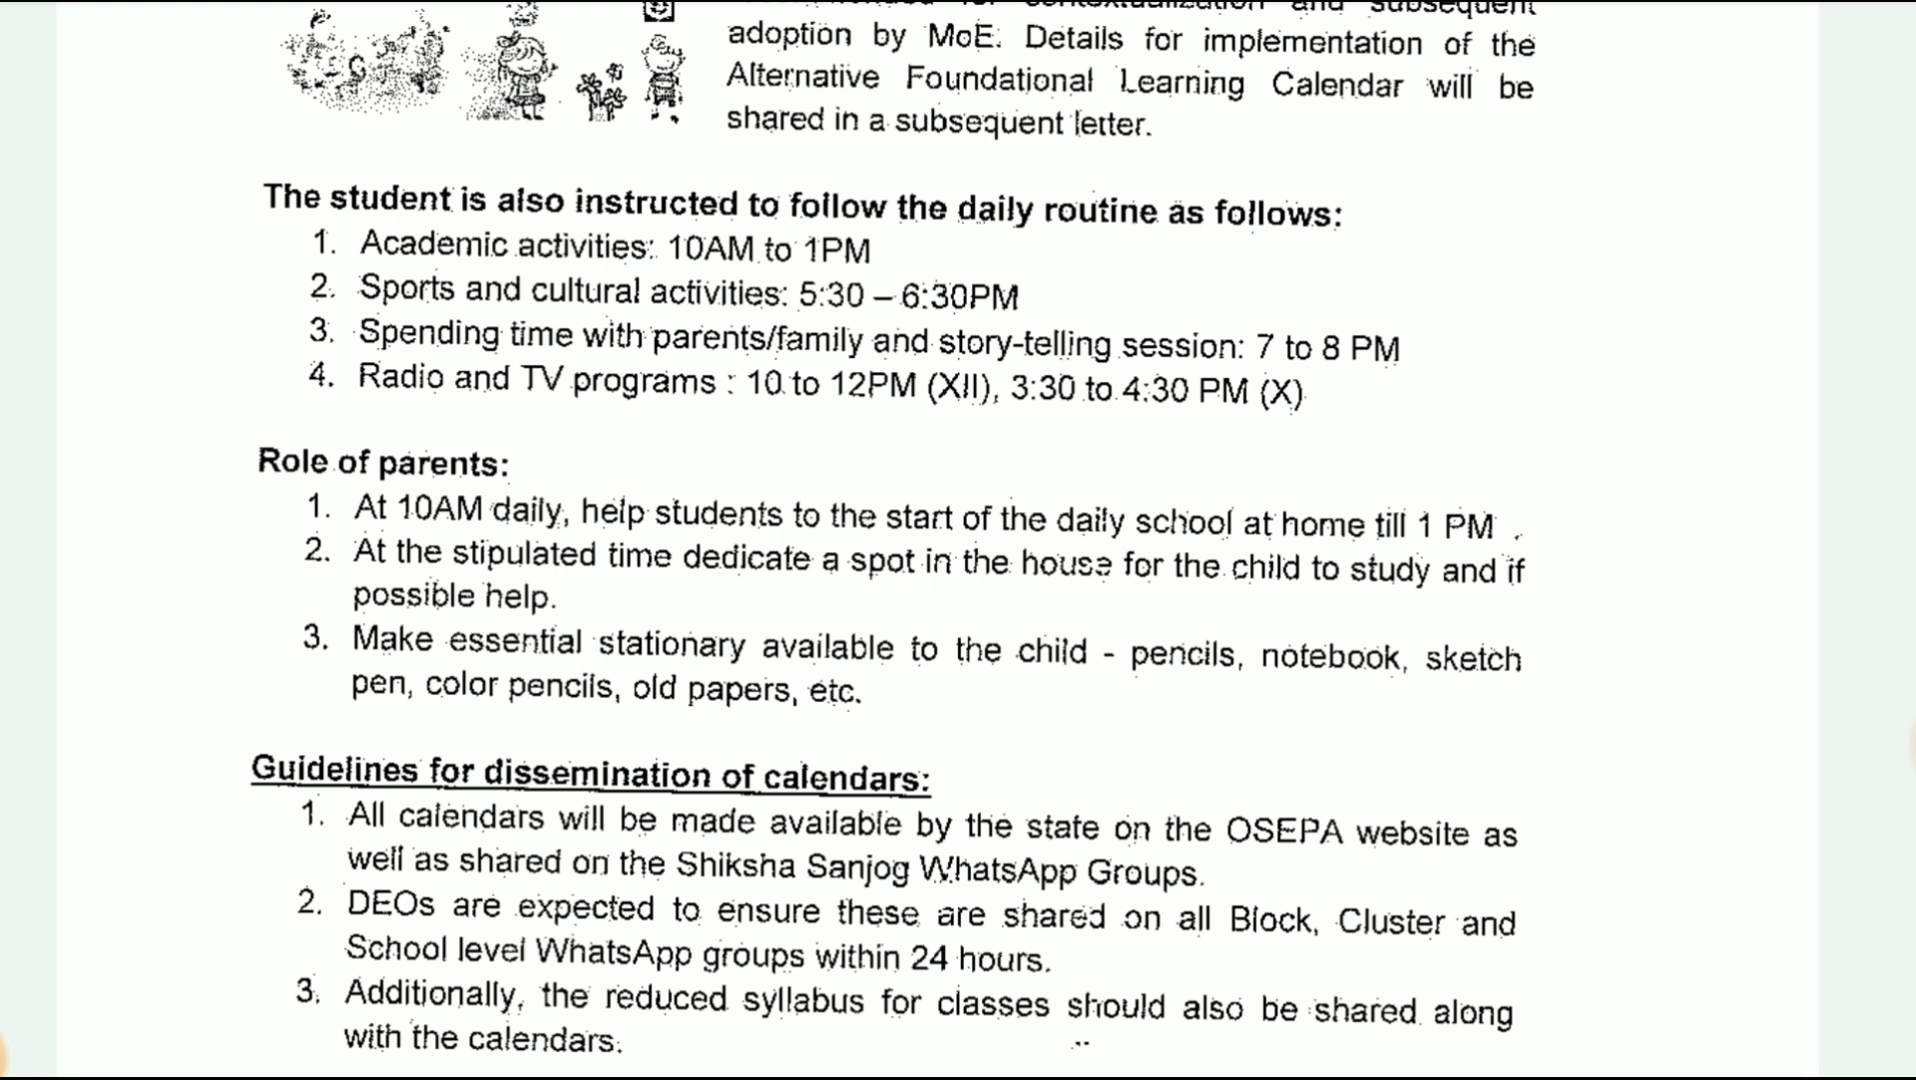 and subsequent
adoption by MoE. Details for implementation of the
Alternative Foundational Learning Calendar will be
shared in a subsequent letter.
The student is also instructed to follow the daily routine as follows:
1. Academic activities: 10AM to 1PM
2. Sports and cultural activities: 5:30 – 6:30PM
3. Spending time with parents/family and story-telling session: 7 to 8 PM
4. Radio and TV programs : 10 to 12PM (XII), 3:30 to 4:30 PM (X)
Role of parents:
1. At 10AM daily, help students to the start of the daily school at home till 1 PM .
2. At the stipulated time dedicate a spot in the house for the child to study and if
possible help.
3. Make essential stationary available to the child - pencils, notebook, sketch
pen, color pencils, old papers, etc.
Guidelines for dissemination of calendars:
1. All calendars will be made available by the state on the OSEPA website as
well as shared on the Shiksha Sanjog WhatsApp Groups.
2. DEOs are expected to ensure these are shared on all Block, Cluster and
School level WhatsApp groups within 24 hours.
3. Additionally, the reduced syllabus for classes should also be shared along
with the calendars.